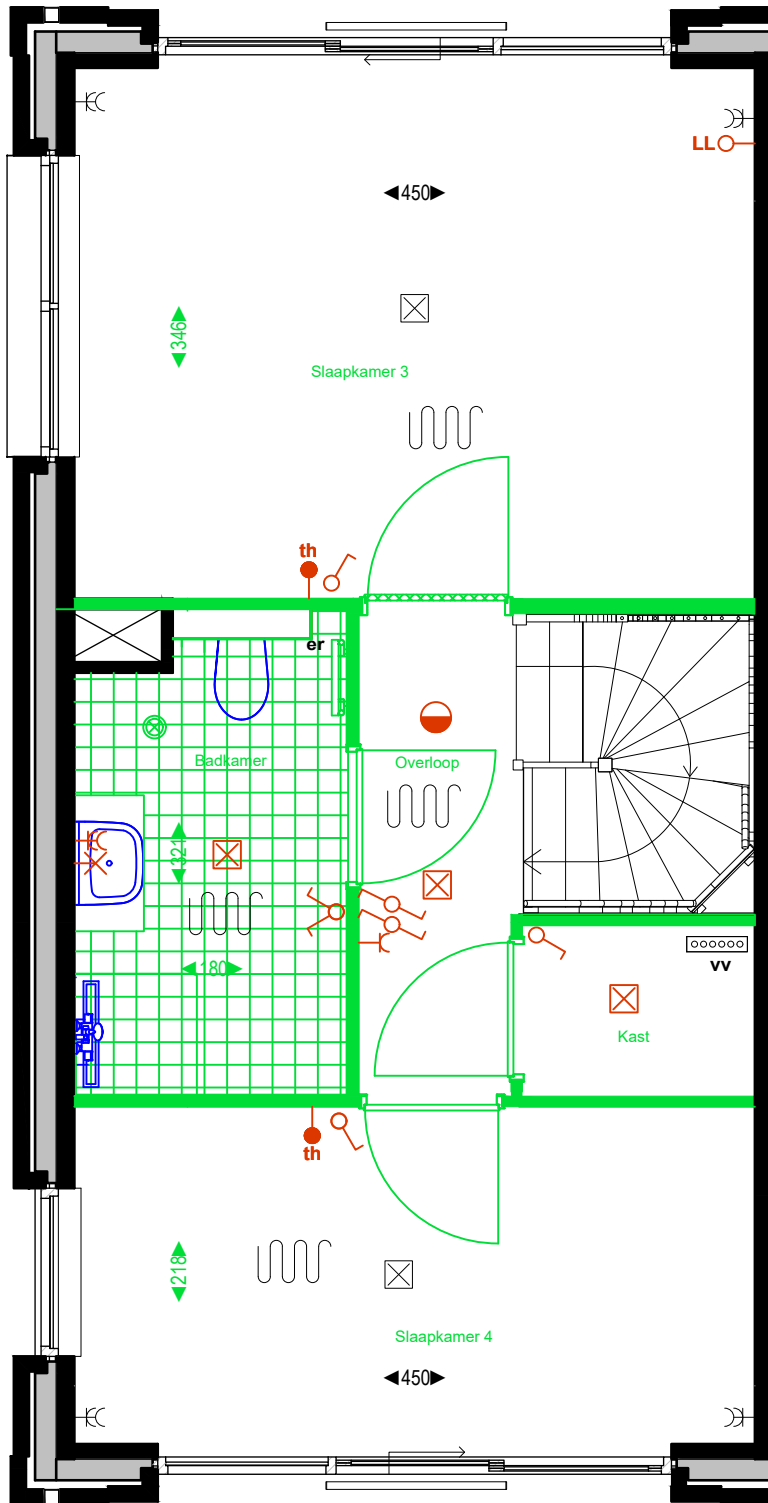 LL
450
346
Slaapkamer 3
th
er
Badkamer
Overloop
321
180
vv
Kast
th
218
Slaapkamer 4
450